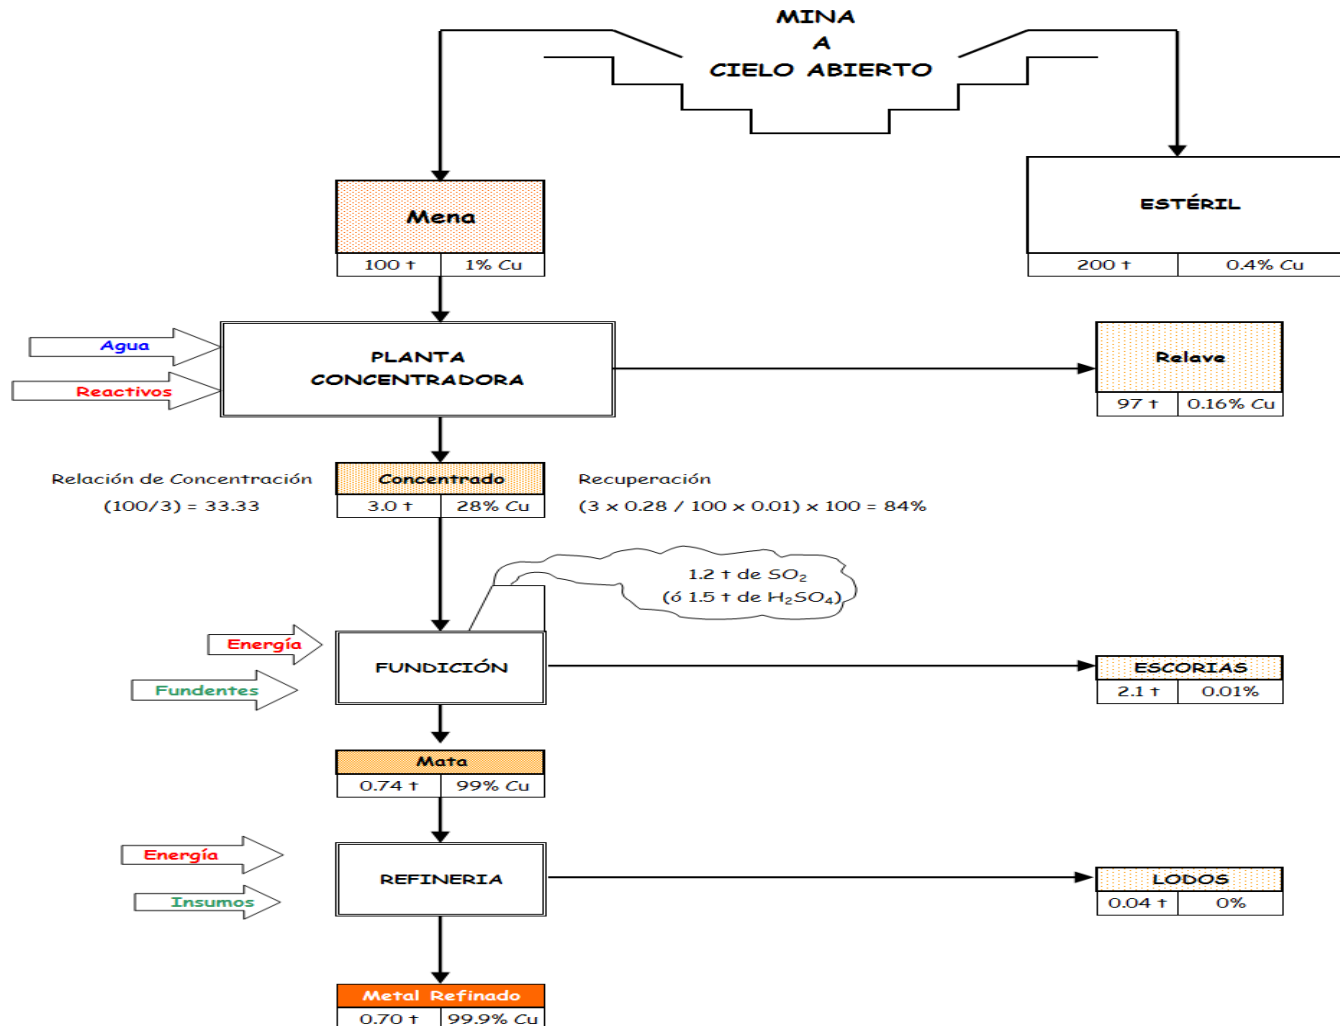 MINA
A
CIELO ABIERTO
Mena
100 t 1% Cu
ESTÉRIL
200 t 0.4% Cu
Agua
Reactivos
PLANTA
CONCENTRADORA
Relave
97 t 0.16% Cu
Relación de Concentración
(100/3) = 33.33
Concentrado
3.0 t 28% Cu
Recuperación
(3 x 0.28 / 100 x 0.01) x 100 = 84%
1.2 t de SO₂
(ó 1.5 t de H₂SO₄)
Energía
Fundentes
FUNDICIÓN
ESCORIAS
2.1 t 0.01%
Mata
0.74 t 99% Cu
Energía
Insumos
REFINERIA
LODOS
0.04 t 0%
Metal Refinado
0.70 t 99.9% Cu